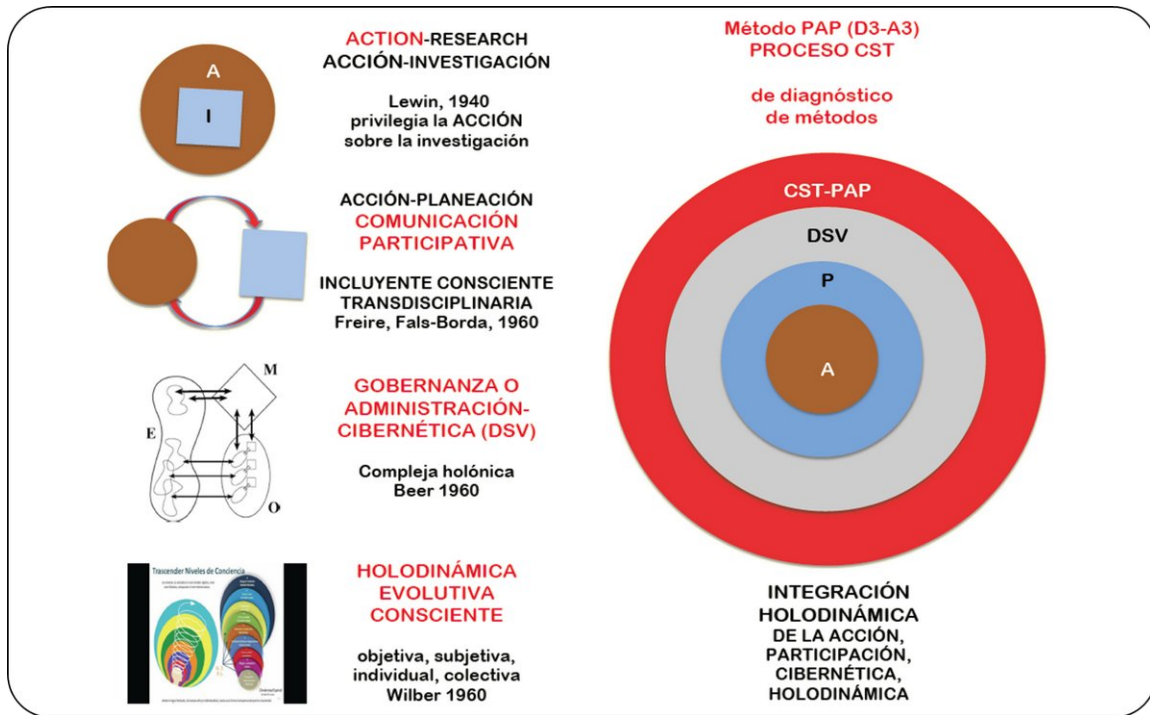 A
I
ACTION-RESEARCH
ACCIÓN-INVESTIGACIÓN
Lewin, 1940
privilegia la ACCIÓN
sobre la investigación
ACCIÓN-PLANEACIÓN
COMUNICACIÓN
PARTICIPATIVA
INCLUYENTE CONSCIENTE
TRANSDISCIPLINARIA
Freire, Fals-Borda, 1960
M
E
O
GOBERNANZA O
ADMINISTRACIÓN-
CIBERNÉTICA (DSV)
Compleja holónica
Beer 1960
Trascender Niveles de Conciencia
HOLODINÁMICA
EVOLUTIVA
CONSCIENTE
objetiva, subjetiva,
individual, colectiva
Wilber 1960
Método PAP (D3-A3)
PROCESO CST
de diagnóstico
de métodos
CST-PAP
DSV
P
A
INTEGRACIÓN
HOLODINÁMICA
DE LA ACCIÓN,
PARTICIPACIÓN,
CIBERNÉTICA,
HOLODINÁMICA